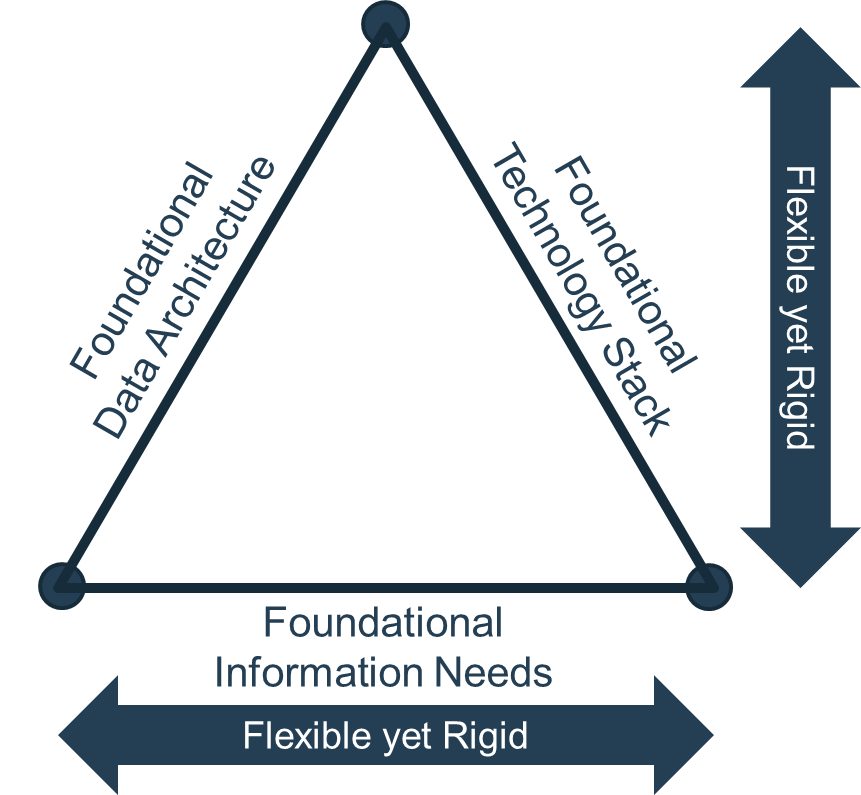 Foundational
Data Architecture
Foundational
Technology Stack
Flexible yet Rigid
Foundational
Information Needs
Flexible yet Rigid